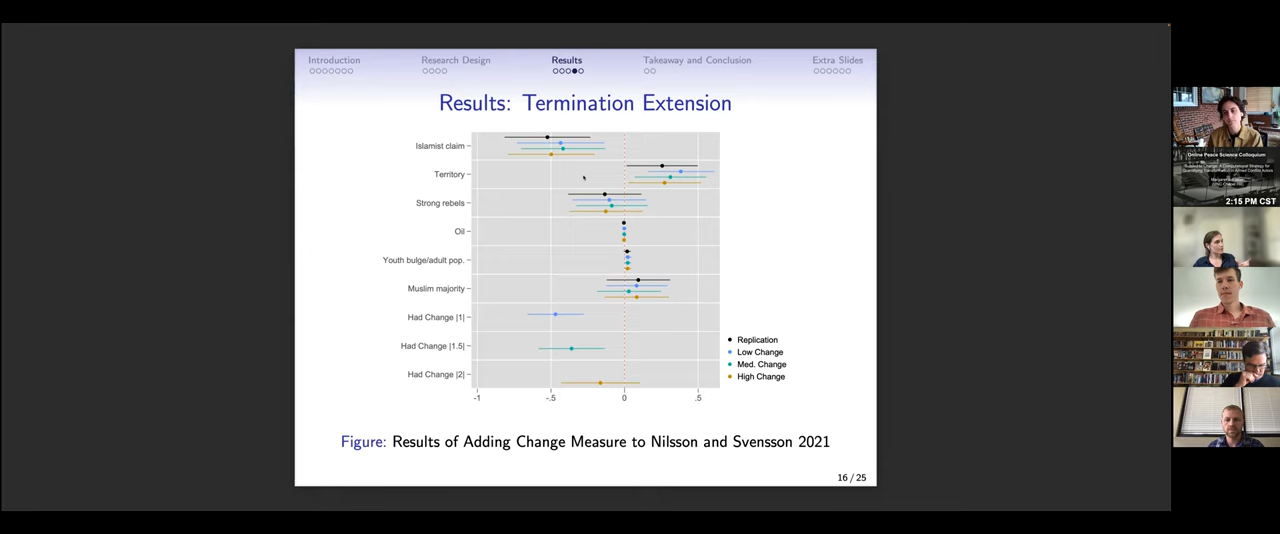 Introduction
Research Design
Results
Takeaway and Conclusion
Extra Slides
Results: Termination Extension
Islamist claim
Territory
Strong rebels
Oil
Youth bulge/adult pop.
Muslim majority
Had Change |1|
Had Change |1.5|
Had Change |2|
-1
-.5
0
.5
Replication
Low Change
Med. Change
High Change
Figure: Results of Adding Change Measure to Nilsson and Svensson 2021
16 / 25
Online Peace Science Colloquium
2:15 PM CST